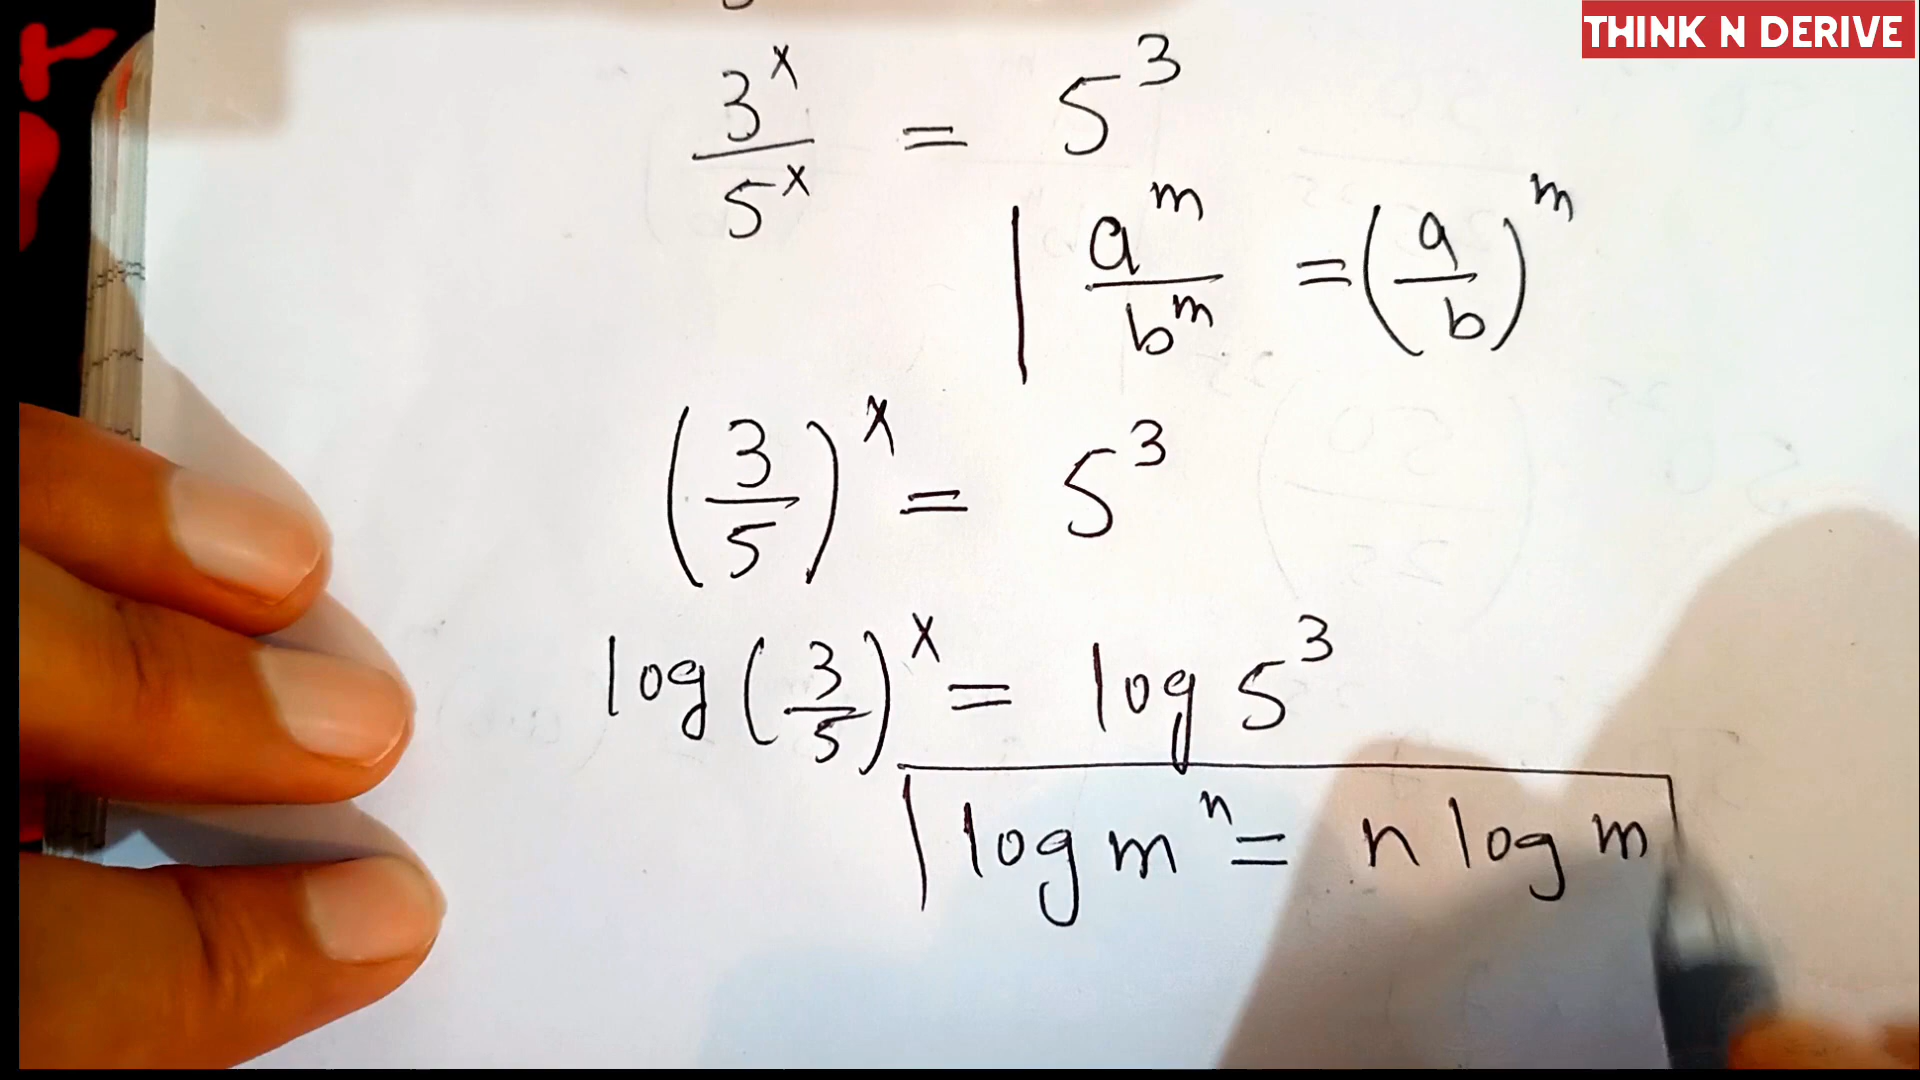 THINK N DERIVE
3^x / 5^x = 5^3
| a^m / b^m = (a/b)^m
(3/5)^x = 5^3
log (3/5)^x = log 5^3
log m^n = n log m